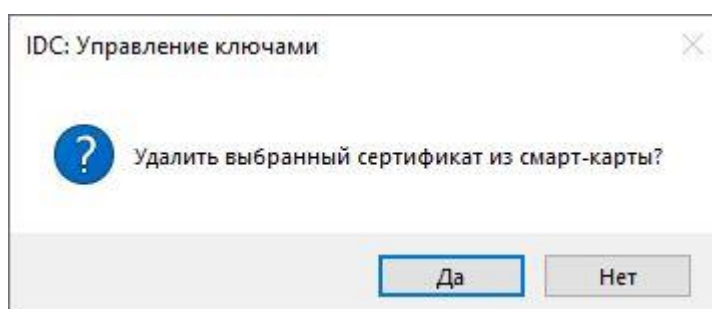 IDC: Управление ключами
Удалить выбранный сертификат из смарт-карты?
Да
Нет